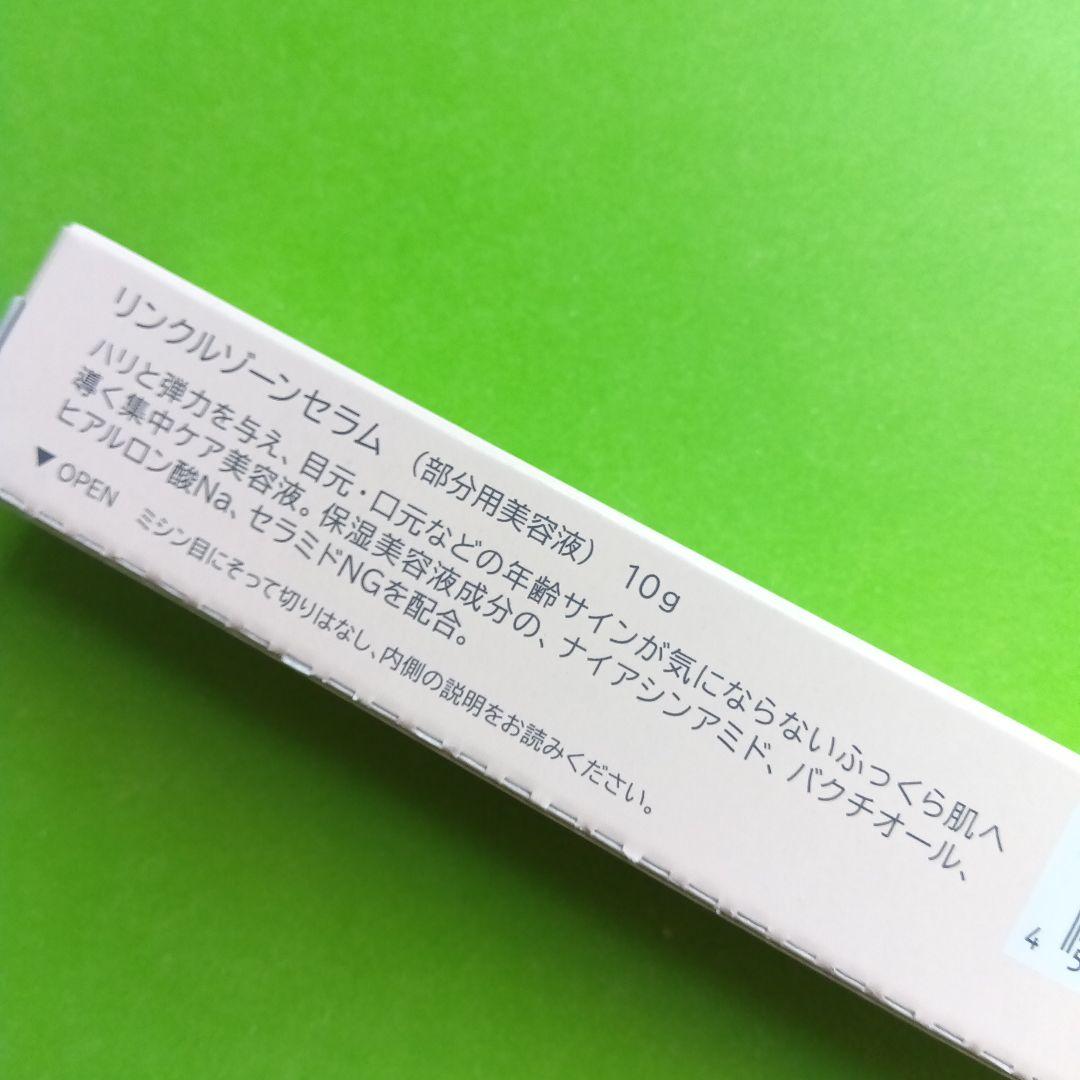 リンクルゾーンセラム （部分用美容液） 10g
ハリと弾力を与え、目元・口元などの年齢サインが気にならないふっくら肌へ
導く集中ケア美容液。保湿美容液成分の、ナイアシンアミド、バクチオール、
ヒアルロン酸Na、セラミドNGを配合。
▼OPEN ミシン目にそって切りはなし、内側の説明をお読みください。
4 5